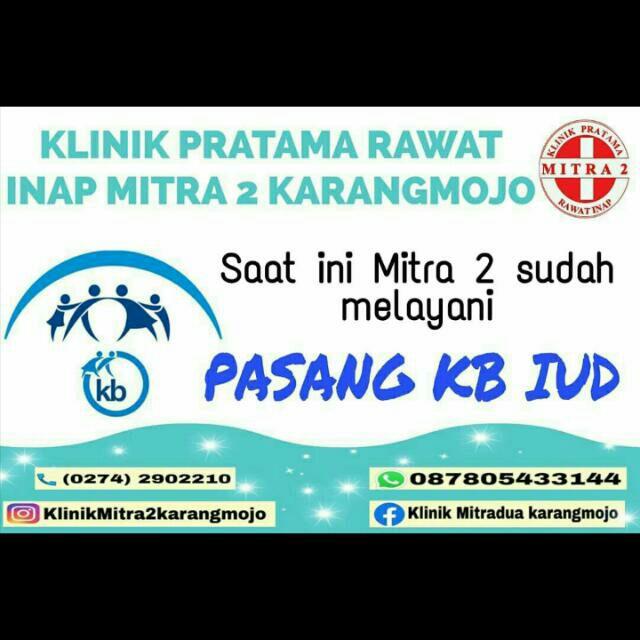 KLINIK PRATAMA RAWAT
INAP MITRA 2 KARANGMOJO
KLINIK PRATAMA
MITRA 2
RAWAT INAP
Saat ini Mitra 2 sudah
melayani
PASANG KB IUD
kb
(0274) 2902210
087805433144
KlinikMitra2karangmojo
Klinik Mitradua karangmojo